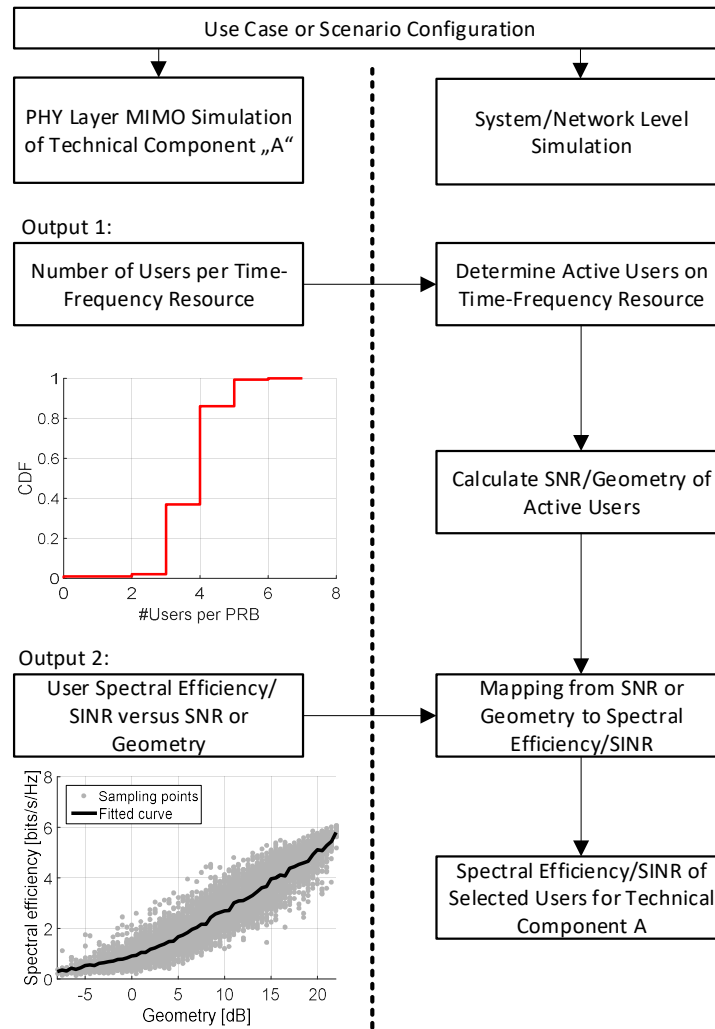 Use Case or Scenario Configuration
PHY Layer MIMO Simulation
of Technical Component „A“
System/Network Level
Simulation
Output 1:
Number of Users per Time-
Frequency Resource
Determine Active Users on
Time-Frequency Resource
1
0.8
0.6
0.4
0.2
0
CDF
0
2
4
6
8
#Users per PRB
Calculate SNR/Geometry of
Active Users
Output 2:
User Spectral Efficiency/
SINR versus SNR or
Geometry
Mapping from SNR or
Geometry to Spectral
Efficiency/SINR
8
6
4
2
0
Spectral efficiency [bits/s/Hz]
Sampling points
Fitted curve
-5
0
5
10
15
20
Geometry [dB]
Spectral Efficiency/SINR of
Selected Users for Technical
Component A